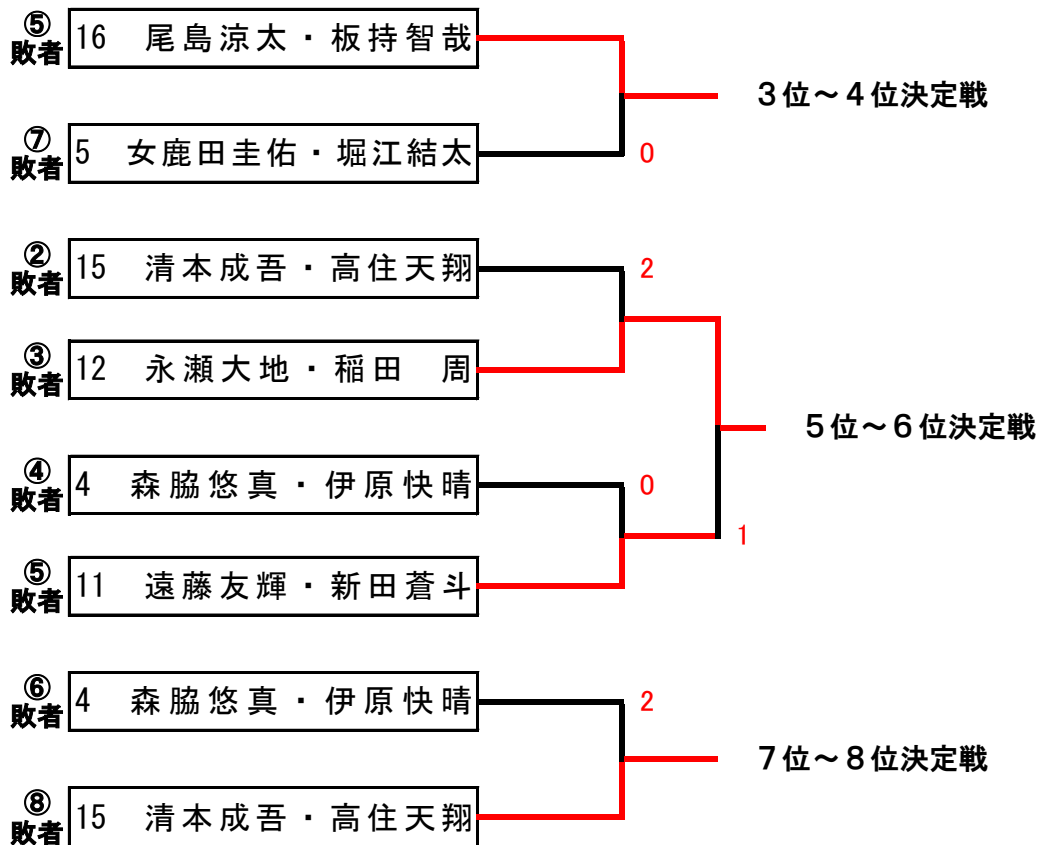 ⑤
敗者
16 尾島涼太・板持智哉
3位～4位決定戦
⑦
敗者
5 女鹿田圭佑・堀江結太
0
②
敗者
15 清本成吾・高住天翔
2
③
敗者
12 永瀬大地・稲田　周
5位～6位決定戦
④
敗者
4 森脇悠真・伊原快晴
0
1
⑤
敗者
11 遠藤友輝・新田蒼斗
⑥
敗者
4 森脇悠真・伊原快晴
2
7位～8位決定戦
⑧
敗者
15 清本成吾・高住天翔